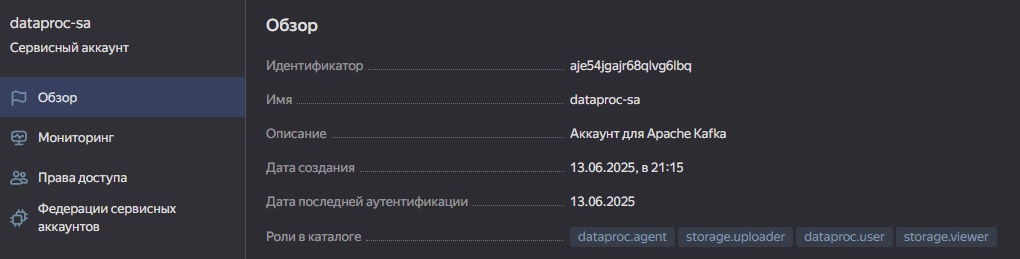 dataproc-sa
Сервисный аккаунт
Обзор
Мониторинг
Права доступа
Федерации сервисных
аккаунтов
Обзор
Идентификатор aje54jgajr68qlvg6lbq
Имя dataproc-sa
Описание Аккаунт для Apache Kafka
Дата создания 13.06.2025, в 21:15
Дата последней аутентификации 13.06.2025
Роли в каталоге dataproc.agent storage.uploader dataproc.user storage.viewer